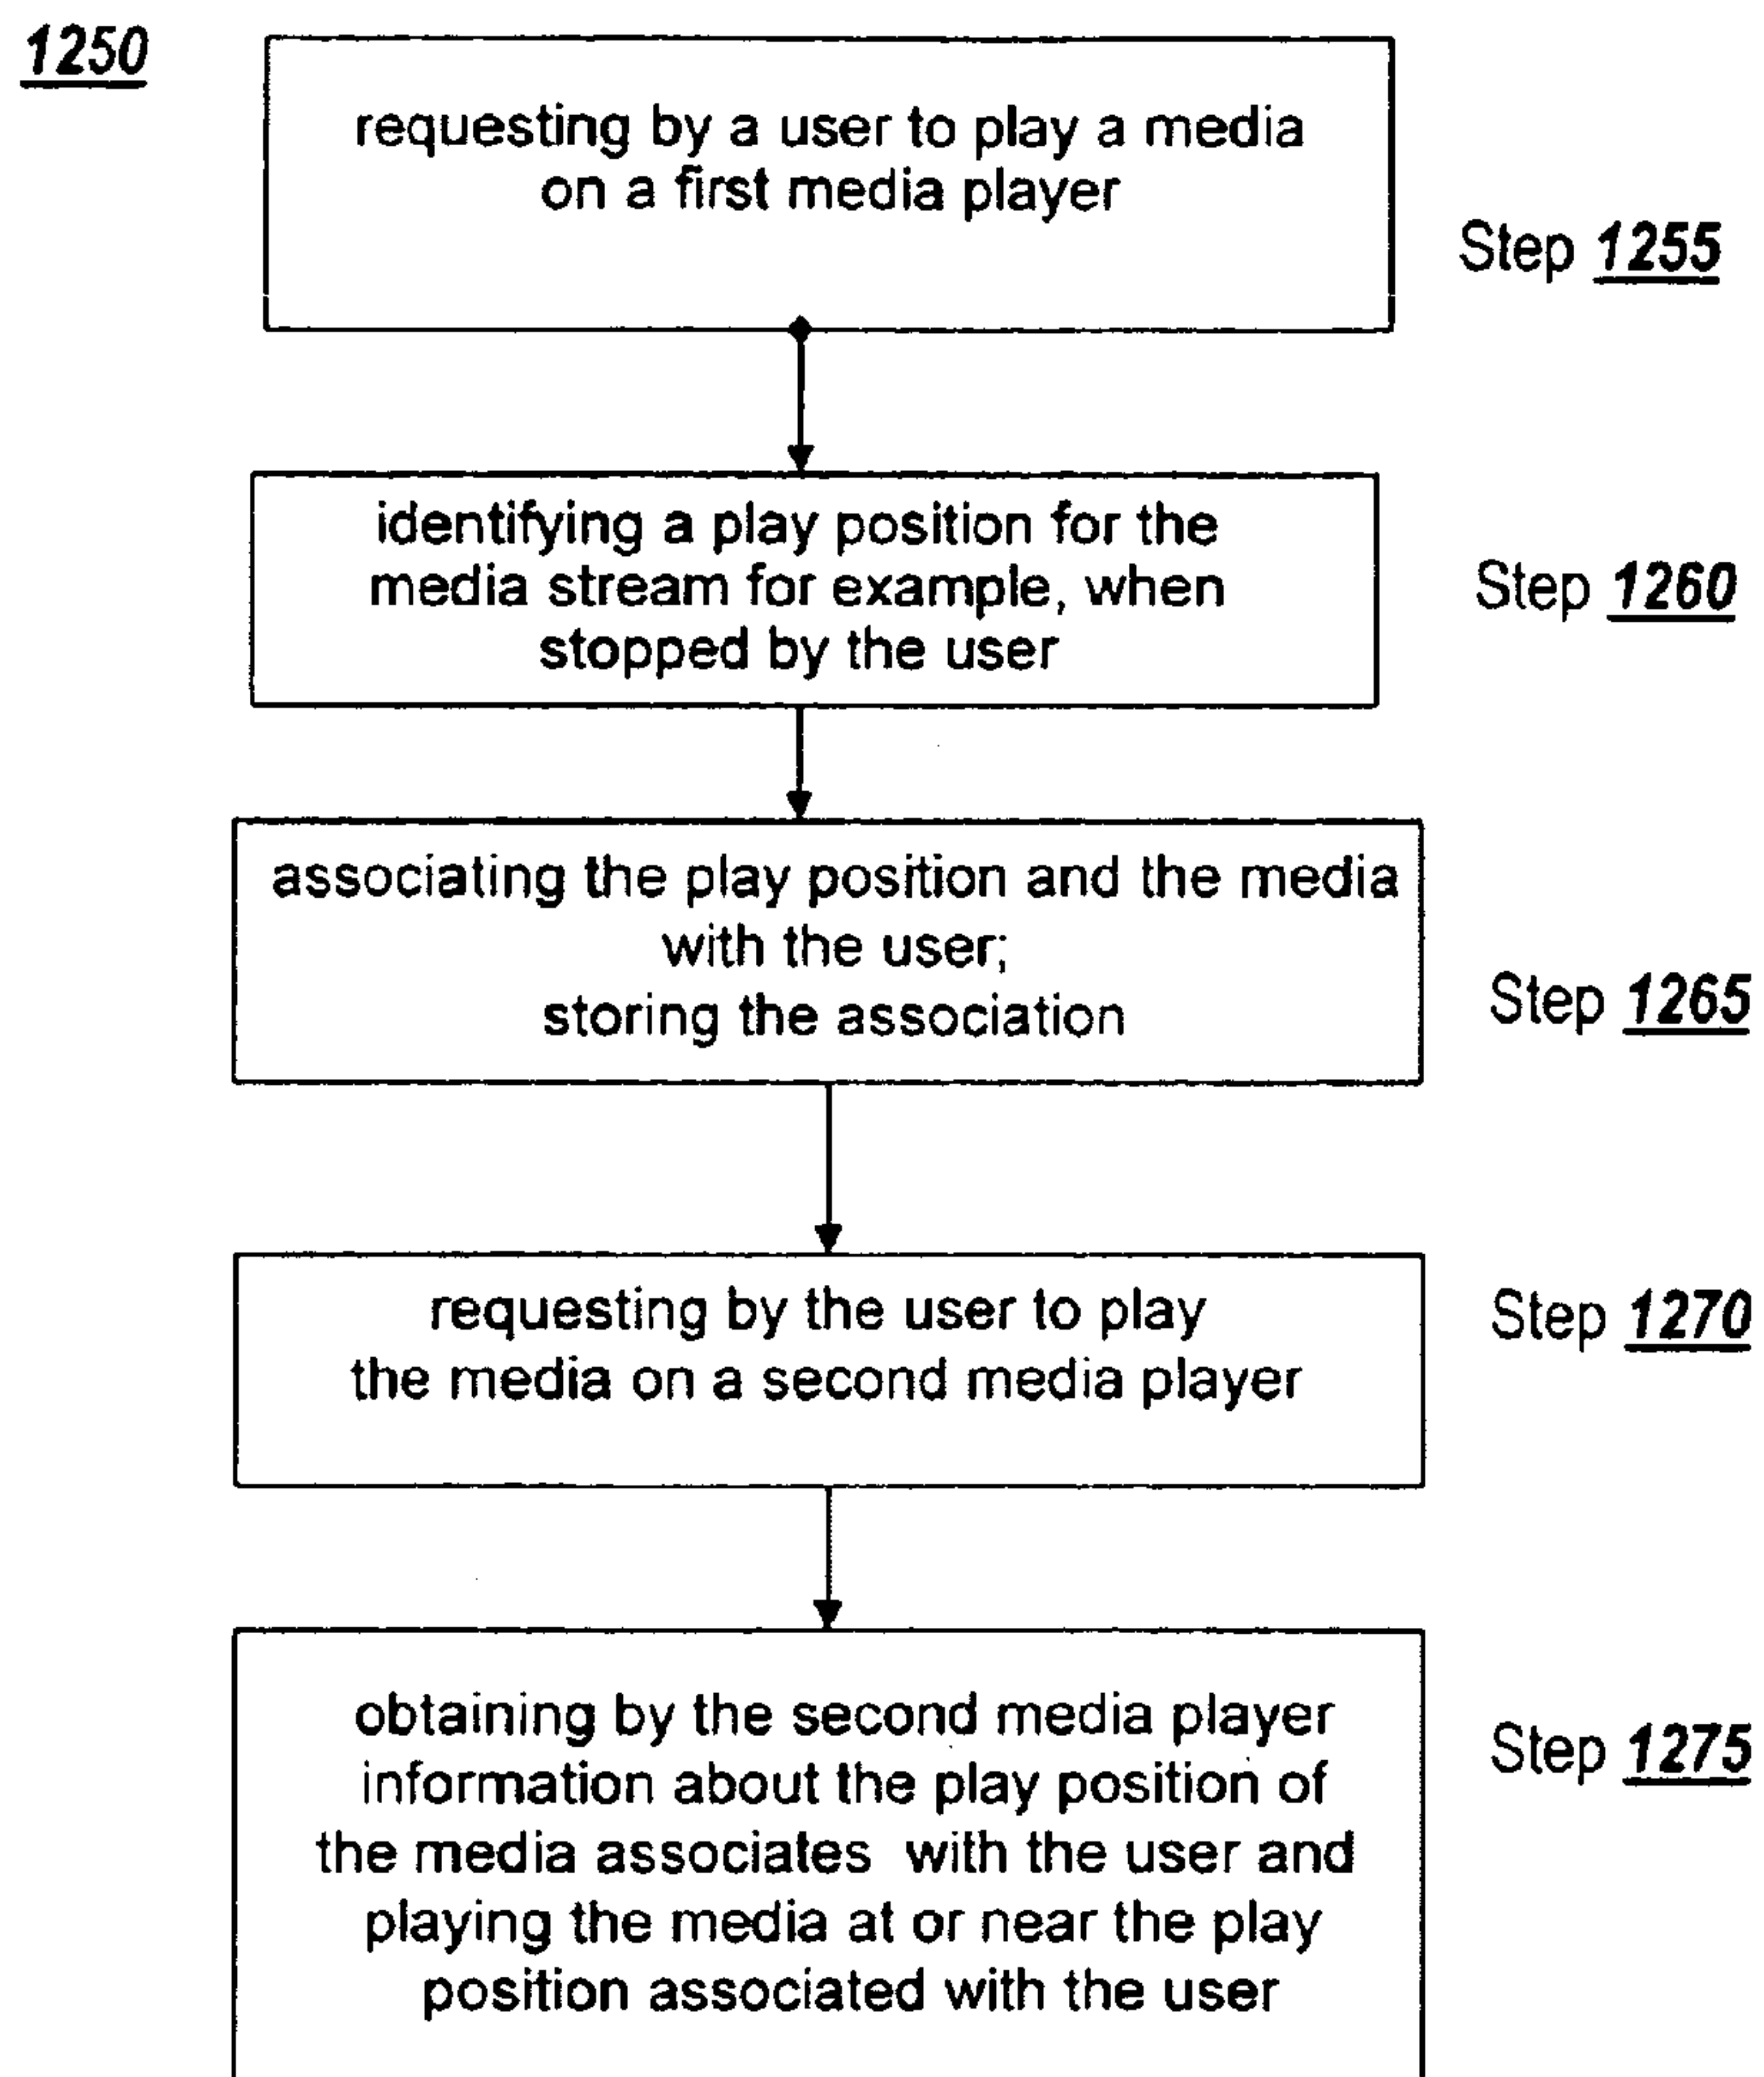 1250
requesting by a user to play a media
on a first media player
Step 1255
identifying a play position for the
media stream for example, when
stopped by the user
Step 1260
associating the play position and the media
with the user;
storing the association
Step 1265
requesting by the user to play
the media on a second media player
Step 1270
obtaining by the second media player
information about the play position of
the media associates with the user and
playing the media at or near the play
position associated with the user
Step 1275